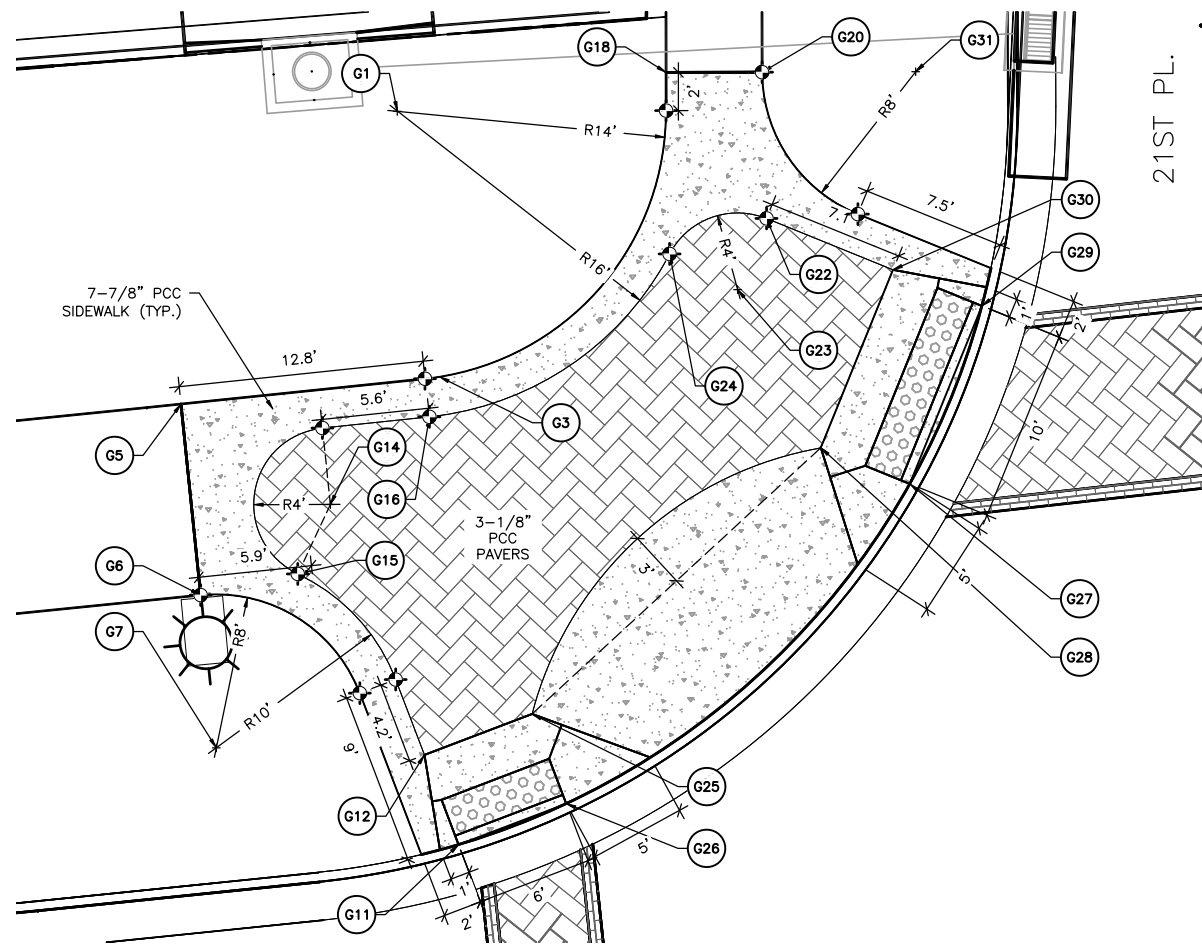 G18
G20
G31
G1
2'
R14'
R8'
21ST PL.
7.5'
7.1'
G30
G29
R16'
R4'
G22
7-7/8" PCC
SIDEWALK (TYP.)
1'
2'
G23
12.8'
G24
5.6'
G3
10'
G5
G14
R4'
G16
3-1/8"
PCC
PAVERS
5.9'
G15
G6
3'
5'
G27
G7
R8'
G28
R10'
4.2'
9'
G25
G12
G26
5'
1'
6'
2'
G11